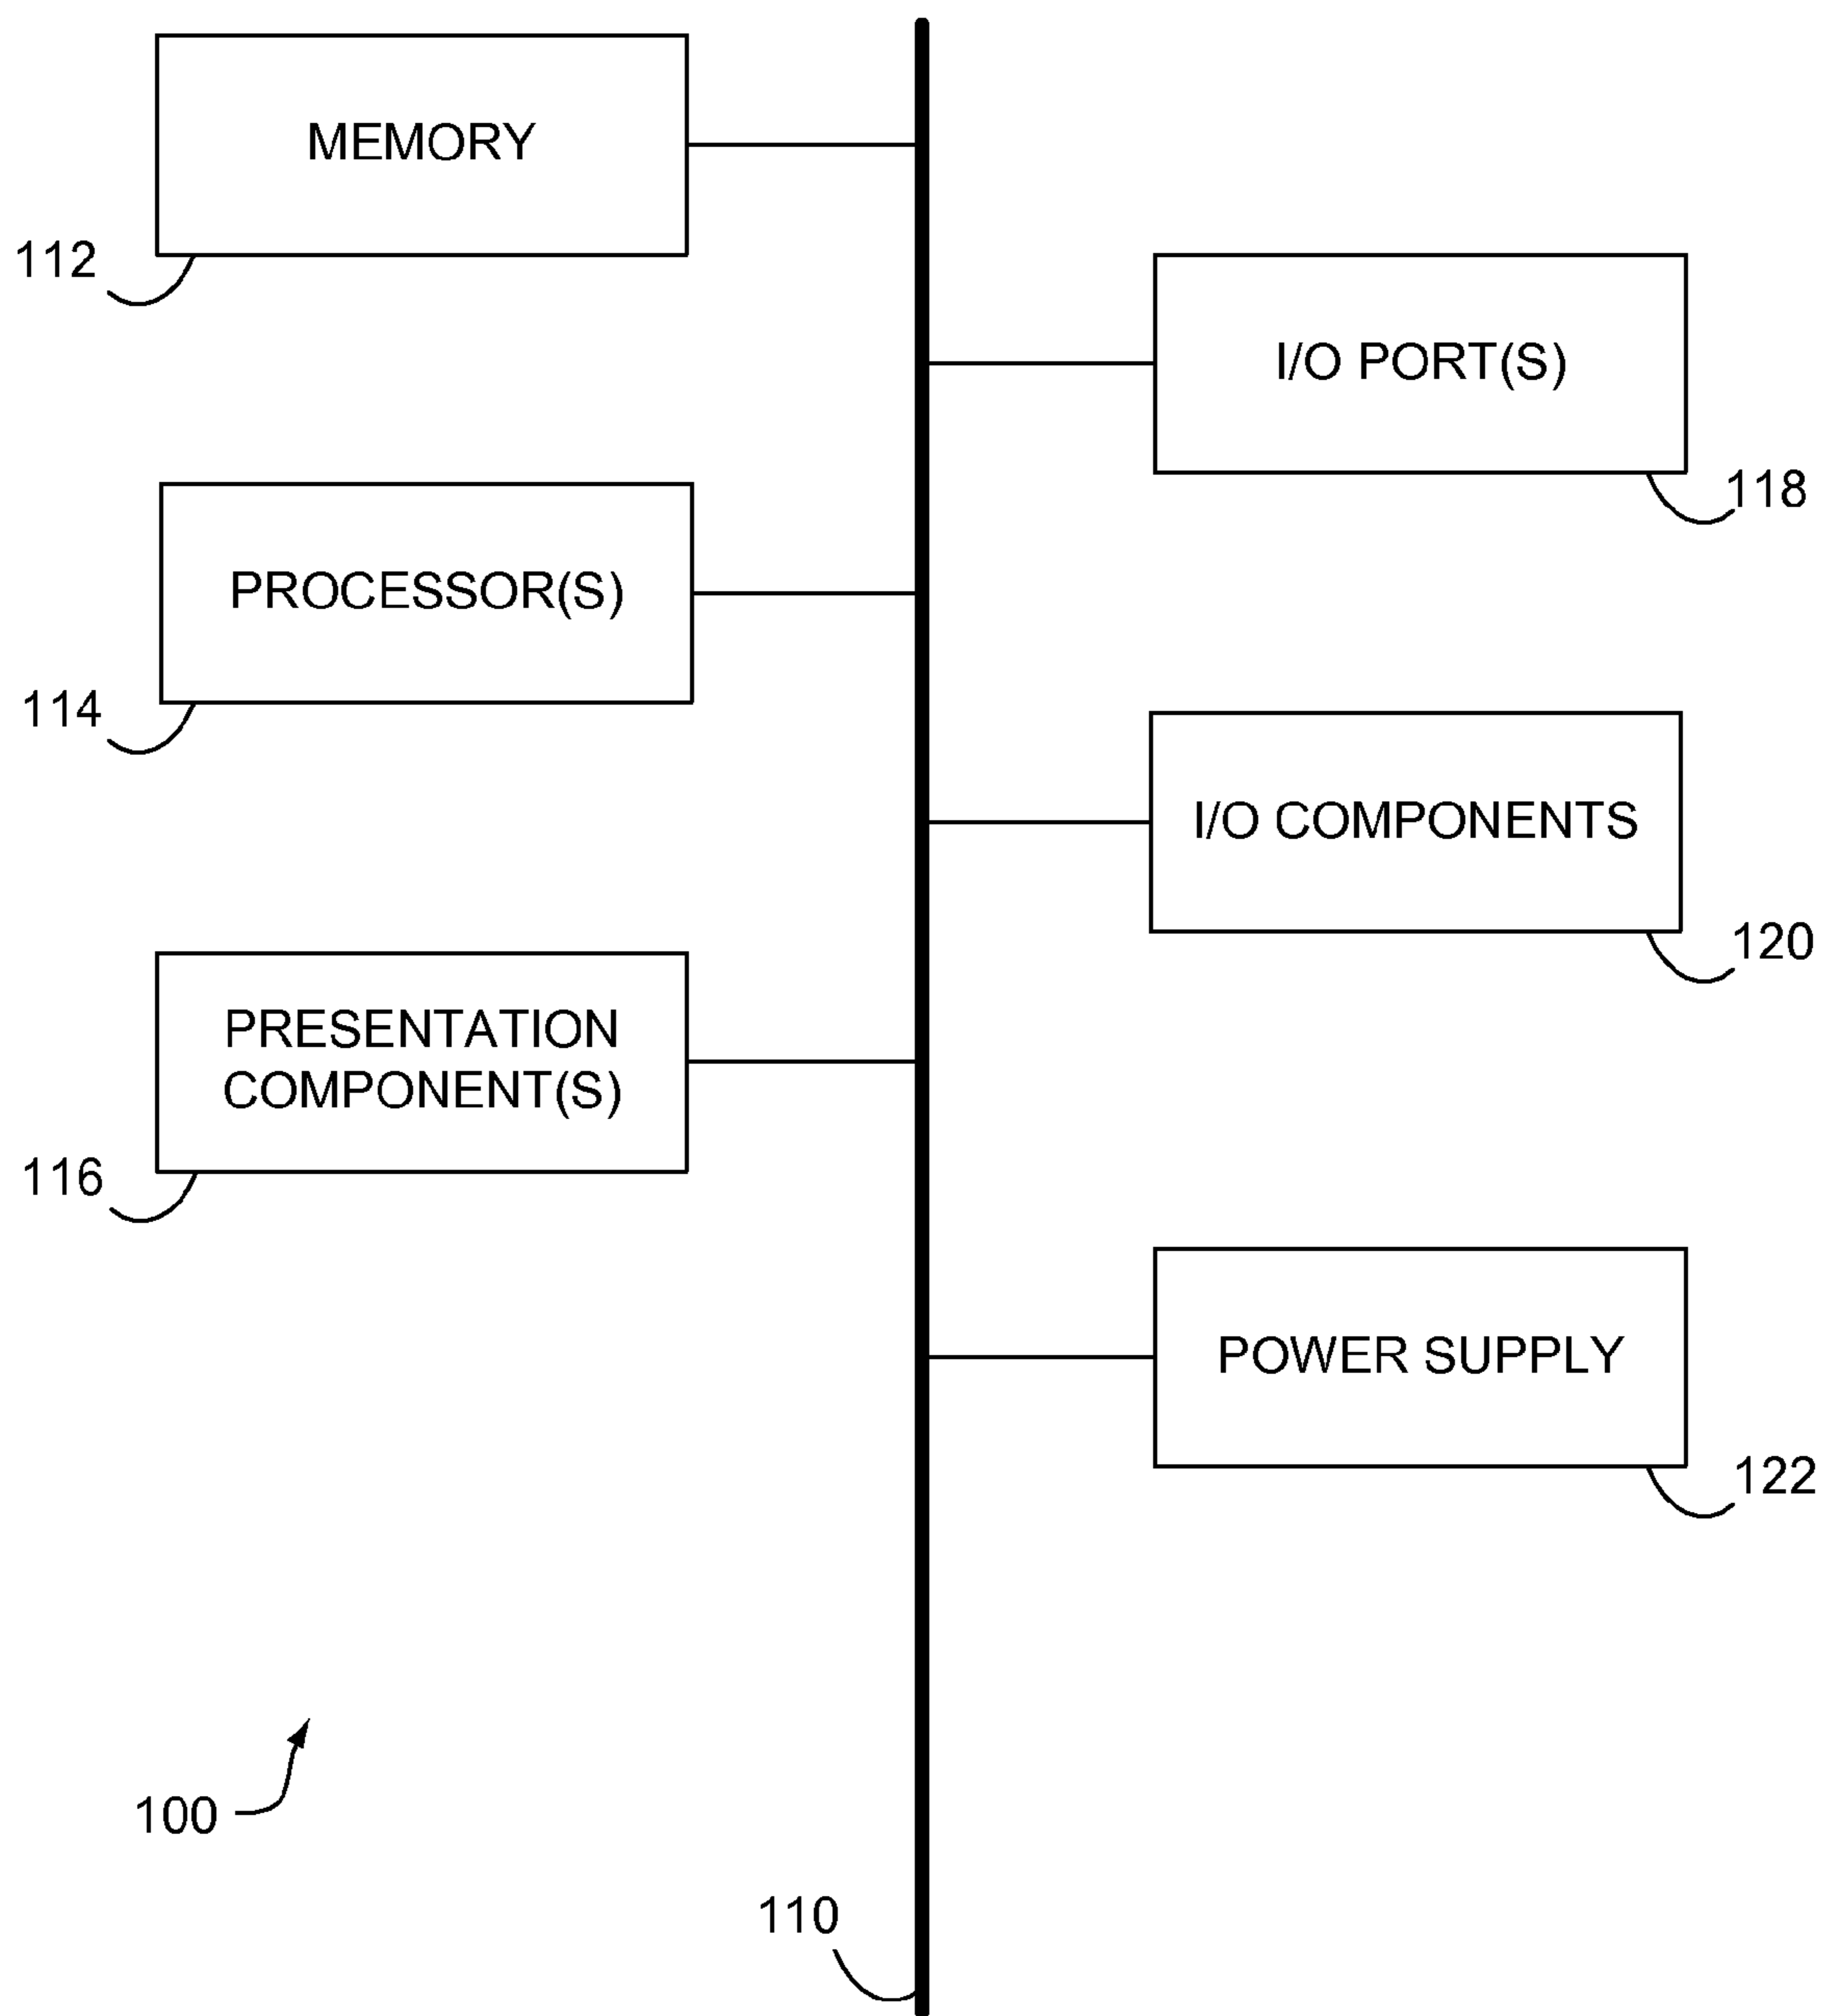 MEMORY
112
I/O PORT(S)
118
PROCESSOR(S)
114
I/O COMPONENTS
120
PRESENTATION
COMPONENT(S)
116
POWER SUPPLY
122
100
110